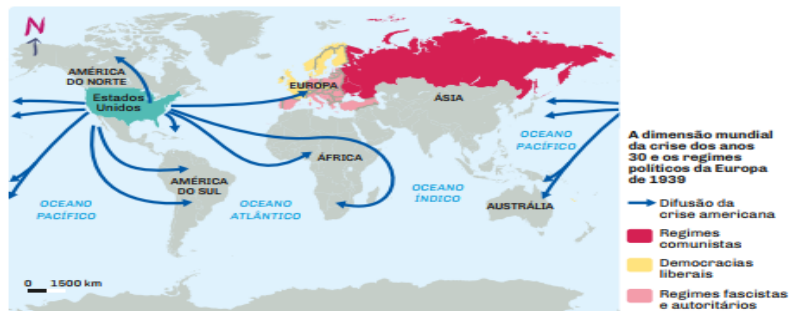 N
AMÉRICA
DO NORTE
Estados
Unidos
EUROPA
ÁSIA
OCEANO
PACÍFICO
ÁFRICA
AMÉRICA
DO SUL
OCEANO
PACÍFICO
OCEANO
ATLÂNTICO
OCEANO
ÍNDICO
AUSTRÁLIA
0 1500 km
A dimensão mundial
da crise dos anos
30 e os regimes
políticos da Europa
de 1939
Difusão da
crise americana
Regimes
comunistas
Democracias
liberais
Regimes fascistas
e autoritários